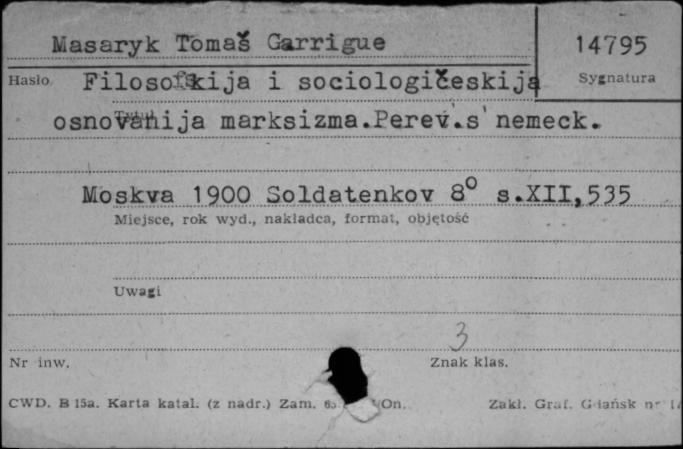 Masaryk Tomaš Garrigue
14795
Hasło
Filosofskija i sociologičeskija
Sygnatura
Tytuł
osnovanija marksizma.Perev.s nemeck.
Moskva 1900 Soldatenkov 8° s.XII,535
Miejsce, rok wyd., nakładca, format, objętość
Uwagi
3
Nr inw.
Znak klas.
CWD. B 15a. Karta katal. (z nadr.) Zam. On. Zakł. Graf. Gdańsk